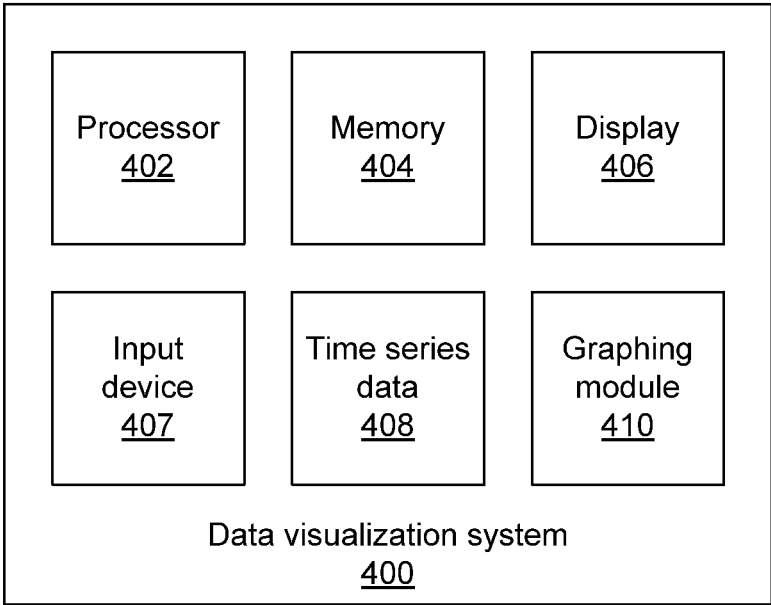 Processor
402
Memory
404
Display
406
Input
device
407
Time series
data
408
Graphing
module
410
Data visualization system
400